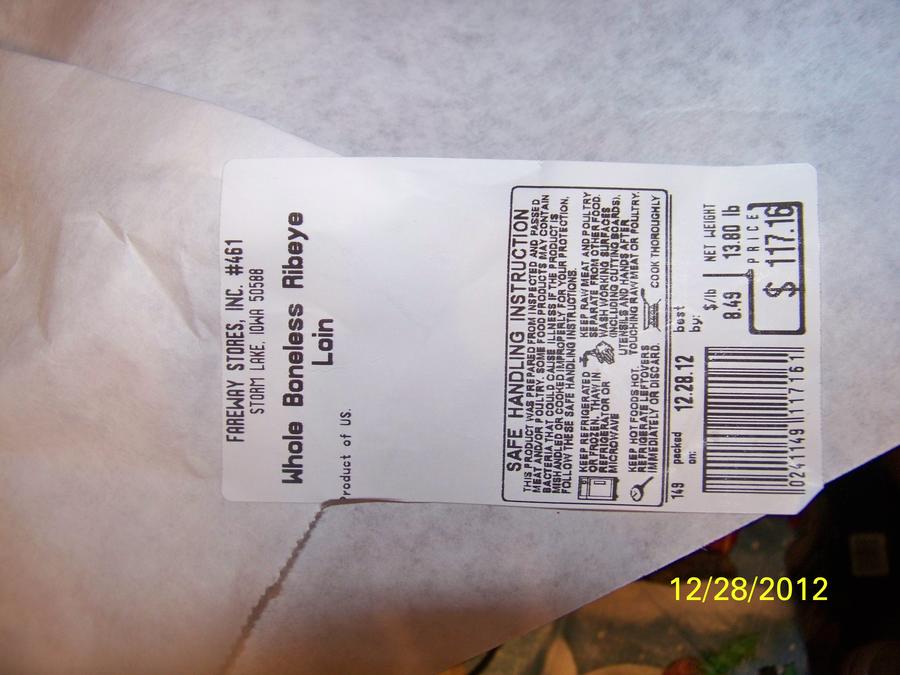 FAREWAY STORES, INC. #461
STORM LAKE, IOWA 50588
Whole Boneless Ribeye
Loin
Product of US.
SAFE HANDLING INSTRUCTION
THIS PRODUCT WAS PREPARED FROM INSPECTED AND PASSED
MEAT AND/OR POULTRY. SOME FOOD PRODUCTS MAY CONTAIN
BACTERIA THAT COULD CAUSE ILLNESS IF THE PRODUCT IS
MISHANDLED OR COOKED IMPROPERLY. FOR YOUR PROTECTION,
FOLLOW THESE SAFE HANDLING INSTRUCTIONS.
KEEP REFRIGERATED
OR FROZEN. THAW IN
REFRIGERATOR OR
MICROWAVE
KEEP RAW MEAT AND POULTRY
SEPARATE FROM OTHER FOOD.
WASH WORKING SURFACES
(INCLUDING CUTTING BOARDS),
UTENSILS AND HANDS AFTER
TOUCHING RAW MEAT OR POULTRY.
KEEP HOT FOODS HOT.
REFRIGERATE LEFTOVERS
IMMEDIATELY OR DISCARD.
COOK THOROUGHLY
149 packed on: 12.28.12 best by:
$/lb 8.49
NET WEIGHT 13.80 lb
PRICE
$ 117.16
0241149 117161
12/28/2012